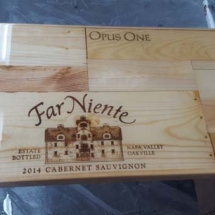 OPUS ONE
Far Niente
ESTATE BOTTLED
NAPA VALLEY OAKVILLE
2014 CABERNET SAUVIGNON